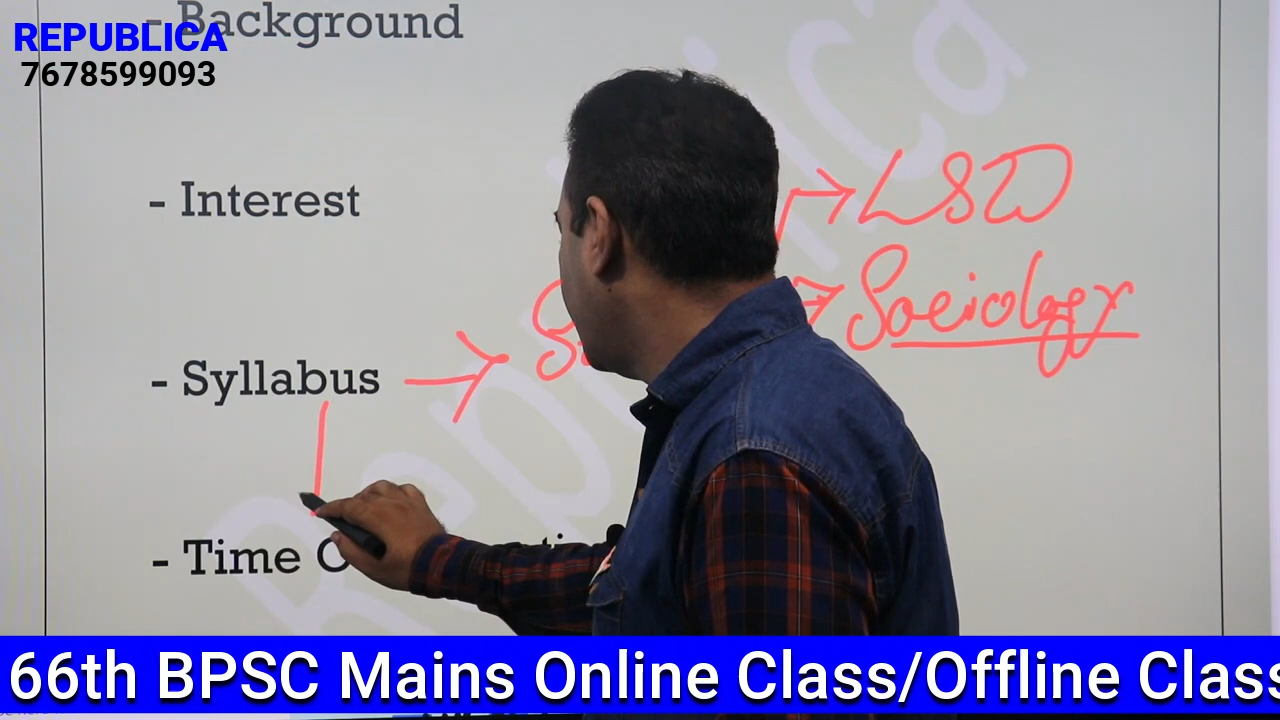 - Background
REPUBLICA
7678599093
- Interest
LSW
Sociology
- Syllabus
- Time
66th BPSC Mains Online Class/Offline Class